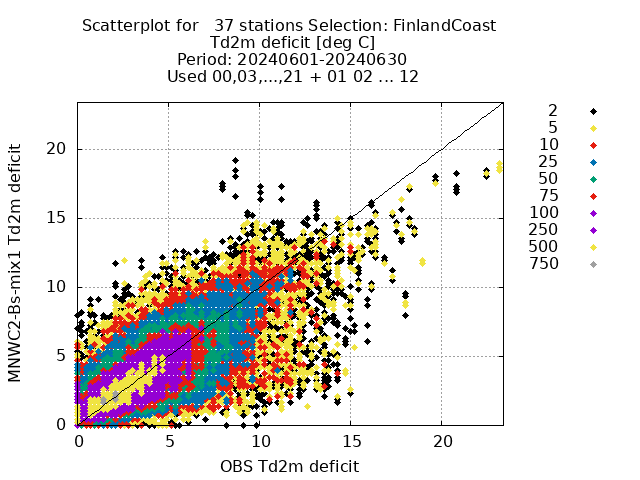 Scatterplot for   37 stations Selection: FinlandCoast
Td2m deficit [deg C]
Period: 20240601-20240630
Used 00,03,...,21 + 01 02 ... 12
MNWC2-Bs-mix1 Td2m deficit
20
15
10
5
0
0 5 10 15 20
OBS Td2m deficit
2
5
10
25
50
75
100
250
500
750